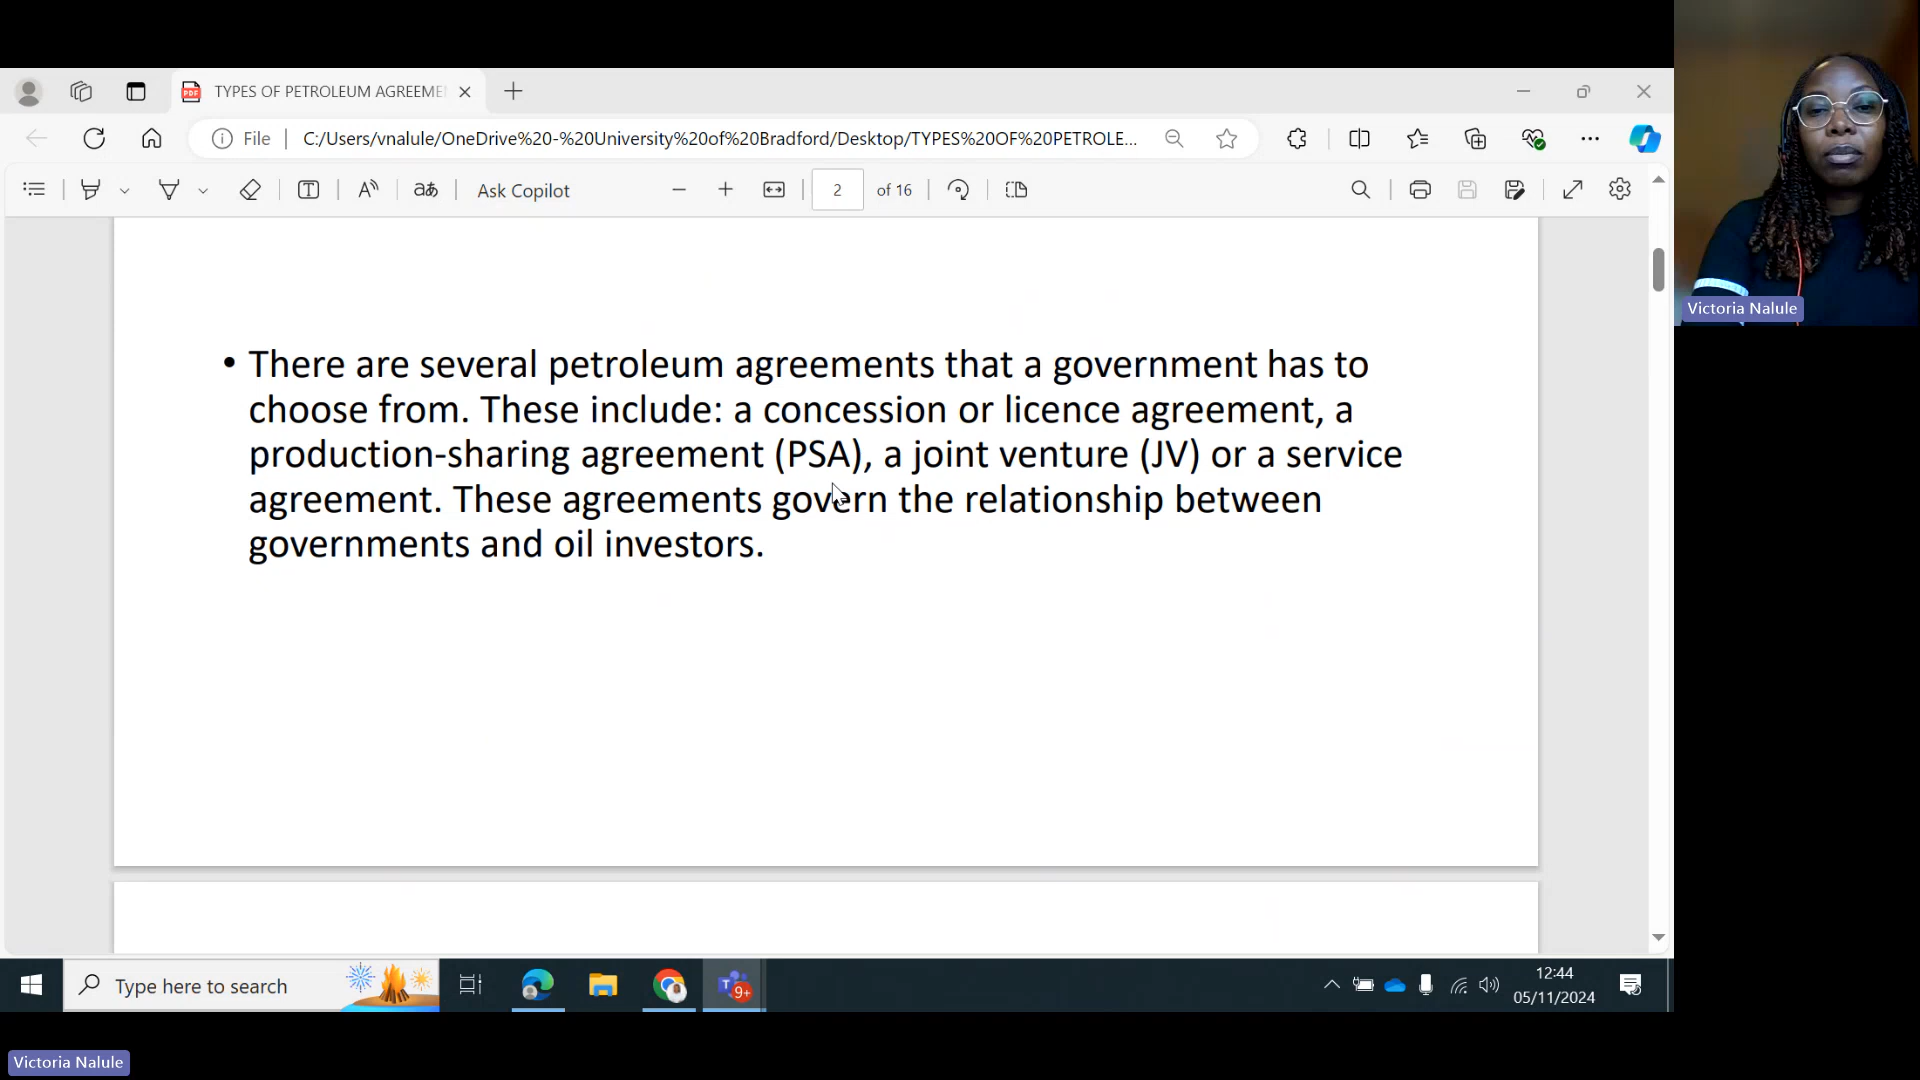 TYPES OF PETROLEUM AGREEME
File
C:/Users/vnalule/OneDrive%20-%20University%20of%20Bradford/Desktop/TYPES%20OF%20PETROLE...
Ask Copilot
2 of 16
• There are several petroleum agreements that a government has to
choose from. These include: a concession or licence agreement, a
production-sharing agreement (PSA), a joint venture (JV) or a service
agreement. These agreements govern the relationship between
governments and oil investors.
Victoria Nalule
Type here to search
9+
12:44
05/11/2024
Victoria Nalule